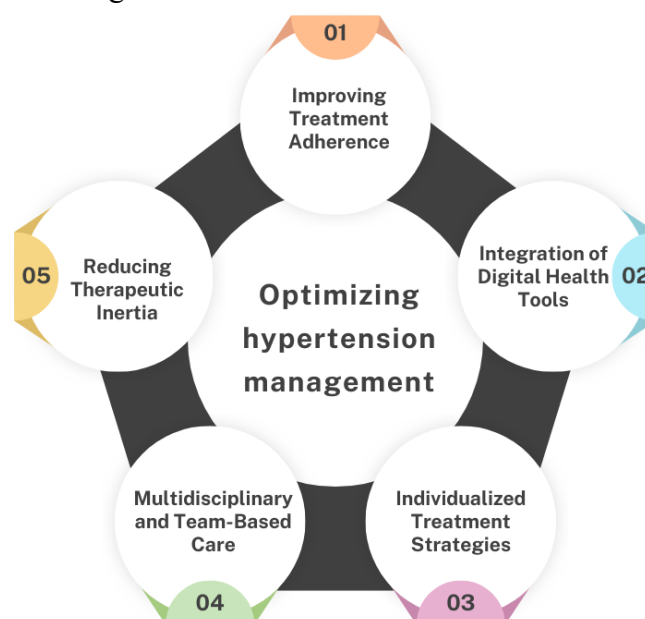 01
Improving
Treatment
Adherence
Integration of
Digital Health
Tools
02
Individualized
Treatment
Strategies
03
Multidisciplinary
and Team-Based
Care
04
Reducing
Therapeutic
Inertia
05
Optimizing
hypertension
management